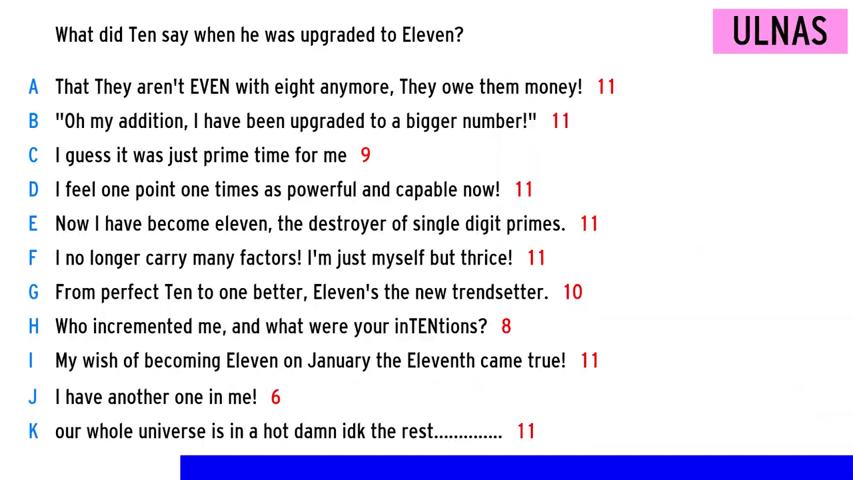 What did Ten say when he was upgraded to Eleven?
ULNAS
A That They aren't EVEN with eight anymore, They owe them money! 11
B "Oh my addition, I have been upgraded to a bigger number!" 11
C I guess it was just prime time for me 9
D I feel one point one times as powerful and capable now! 11
E Now I have become eleven, the destroyer of single digit primes. 11
F I no longer carry many factors! I'm just myself but thrice! 11
G From perfect Ten to one better, Eleven's the new trendsetter. 10
H Who incremented me, and what were your inTENtions? 8
I My wish of becoming Eleven on January the Eleventh came true! 11
J I have another one in me! 6
K our whole universe is in a hot damn idk the rest.............. 11